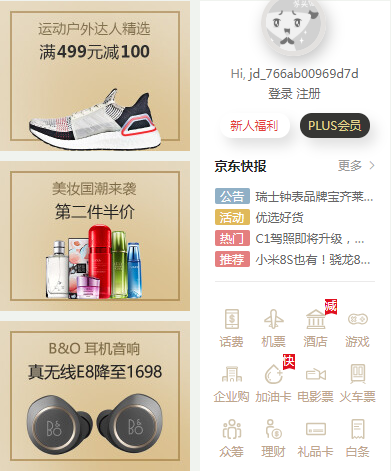 运动户外达人精选
满499元减100
美妆国潮来袭
第二件半价
B&O 耳机音响
真无线E8降至1698
B&O
B&O
Hi, jd_766ab00969d7d
登录 注册
新人福利
PLUS会员
京东快报
更多 >
公告 瑞士钟表品牌宝齐莱...
活动 优选好货
热门 C1驾照即将升级，...
推荐 小米8S也有！骁龙8...
减
话费 机票 酒店 游戏
快
企业购 加油卡 电影票 火车票
众筹 理财 礼品卡 白条